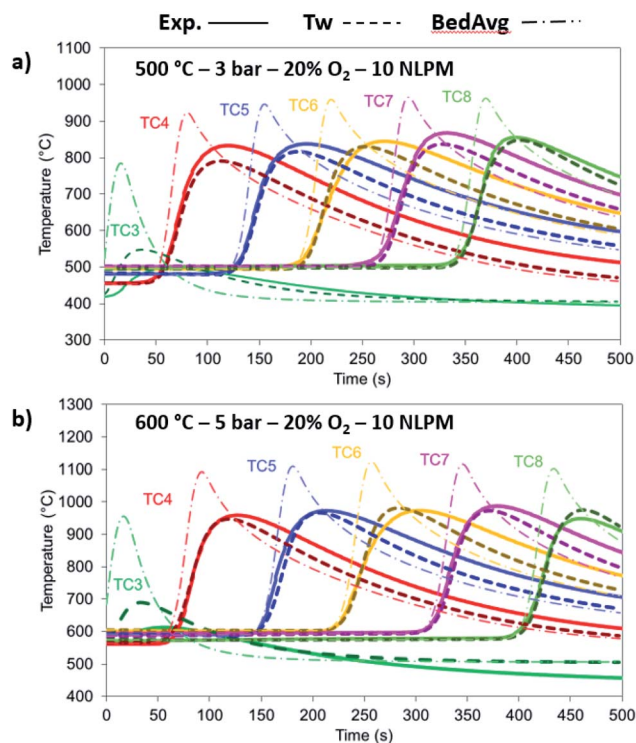 Exp. Tw BedAvg
a)
500 °C – 3 bar – 20% O₂ – 10 NLPM
1100
1000
900
800
700
600
500
400
300
Temperature (°C)
TC3
TC4
TC5
TC6
TC7
TC8
0 50 100 150 200 250 300 350 400 450 500
Time (s)
b)
600 °C – 5 bar – 20% O₂ – 10 NLPM
1300
1200
1100
1000
900
800
700
600
500
400
Temperature (°C)
TC3
TC4
TC5
TC6
TC7
TC8
0 50 100 150 200 250 300 350 400 450 500
Time (s)